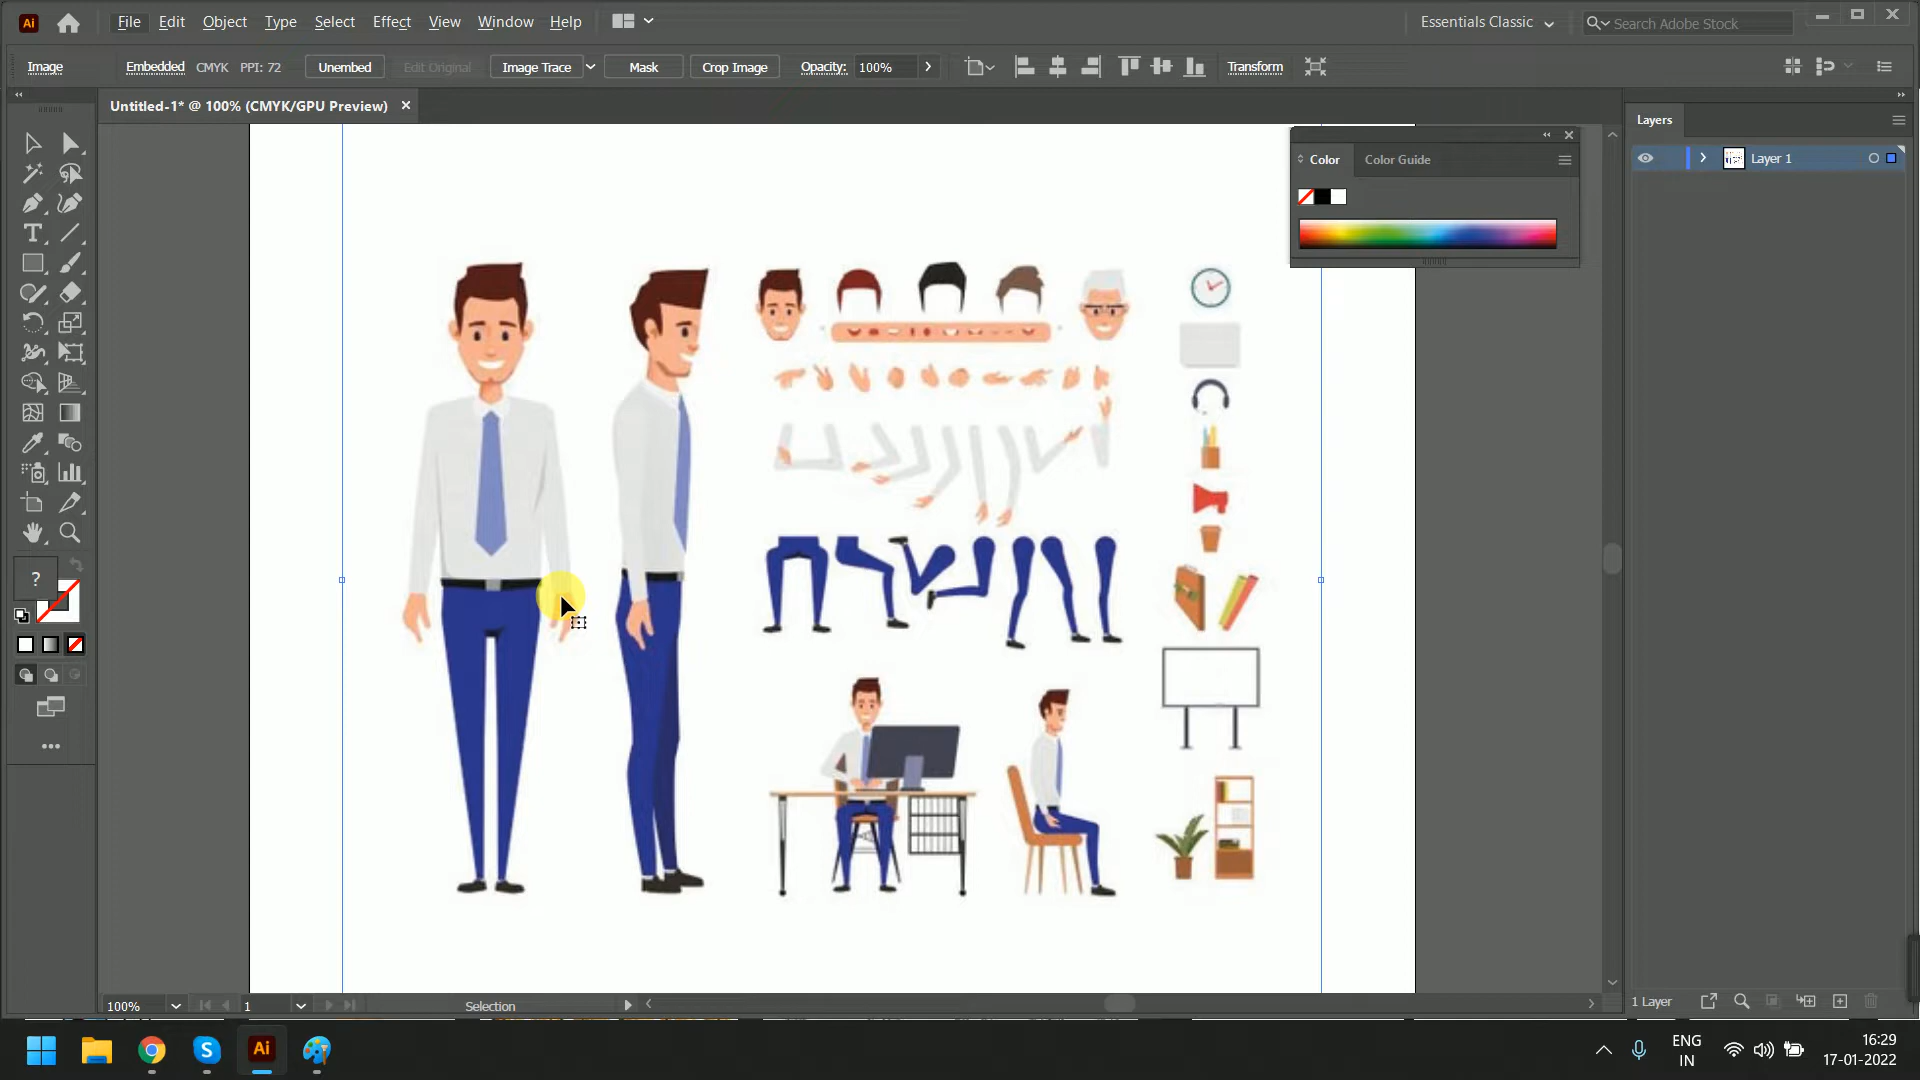 Ai File Edit Object Type Select Effect View Window Help Essentials Classic Search Adobe Stock
Image Embedded CMYK PPI: 72 Unembed Edit Original Image Trace Mask Crop Image Opacity: 100% Transform
Untitled-1* @ 100% (CMYK/GPU Preview)
Layers
Color Color Guide
Layer 1
?
100% 1 Selection
1 Layer
S Ai
ENG
IN
16:29
17-01-2022